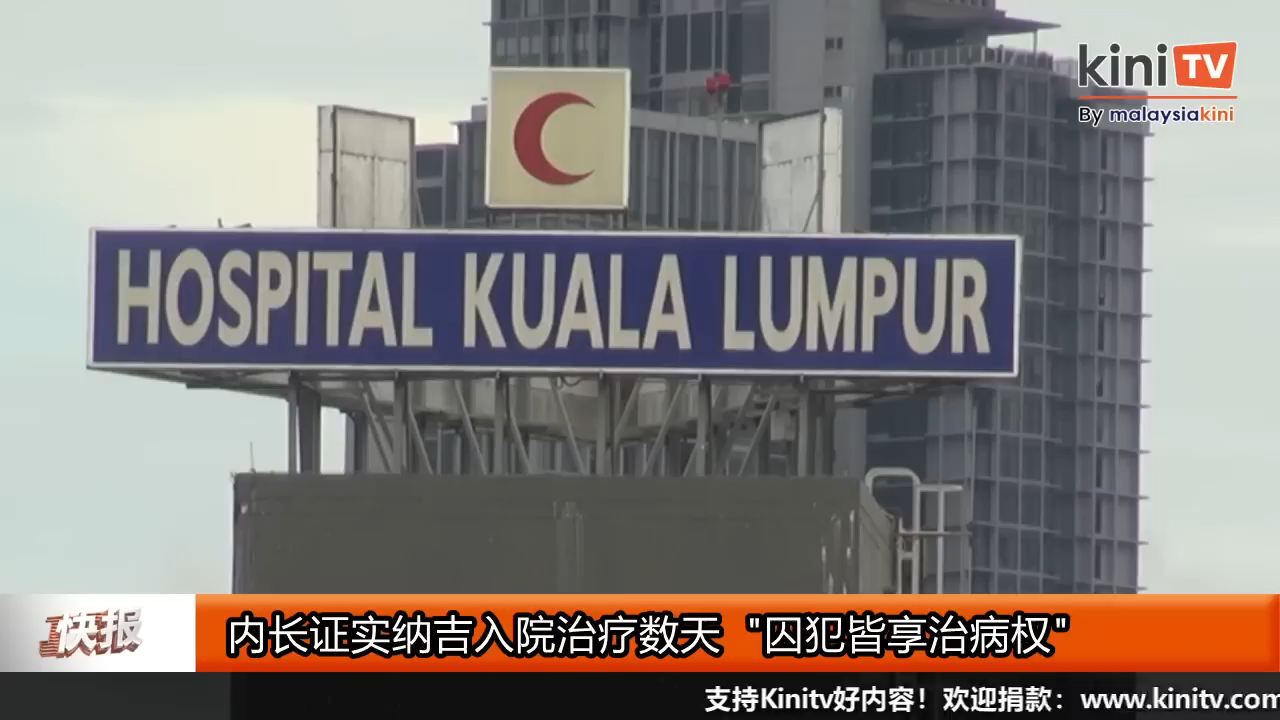 kini TV
By malaysiakini
HOSPITAL KUALA LUMPUR
快报
内长证实纳吉入院治疗数天 "囚犯皆享治病权"
支持Kinitv好内容！欢迎捐款：www.kinitv.com